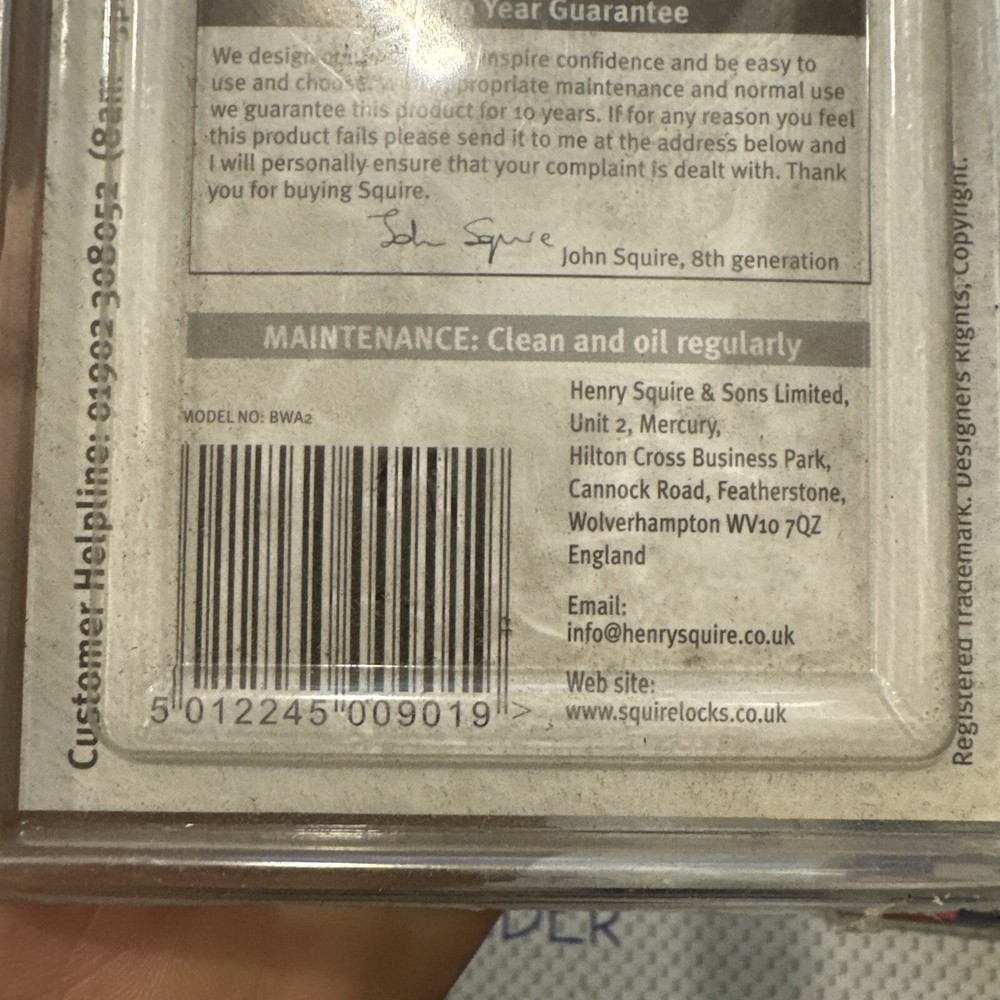 Year Guarantee
We design inspire confidence and be easy to
use and choose. appropriate maintenance and normal use
we guarantee this product for 10 years. If for any reason you feel
this product fails please send it to me at the address below and
I will personally ensure that your complaint is dealt with. Thank
you for buying Squire.
John Squire
John Squire, 8th generation
MAINTENANCE: Clean and oil regularly
MODEL NO: BWA2
5 012245 009019 >
Henry Squire & Sons Limited,
Unit 2, Mercury,
Hilton Cross Business Park,
Cannock Road, Featherstone,
Wolverhampton WV10 7QZ
England
Email:
info@henrysquire.co.uk
Web site:
www.squirelocks.co.uk
Customer Helpline: 01902 308052 (8am
Registered Trademark. Designers Rights, Copyright.